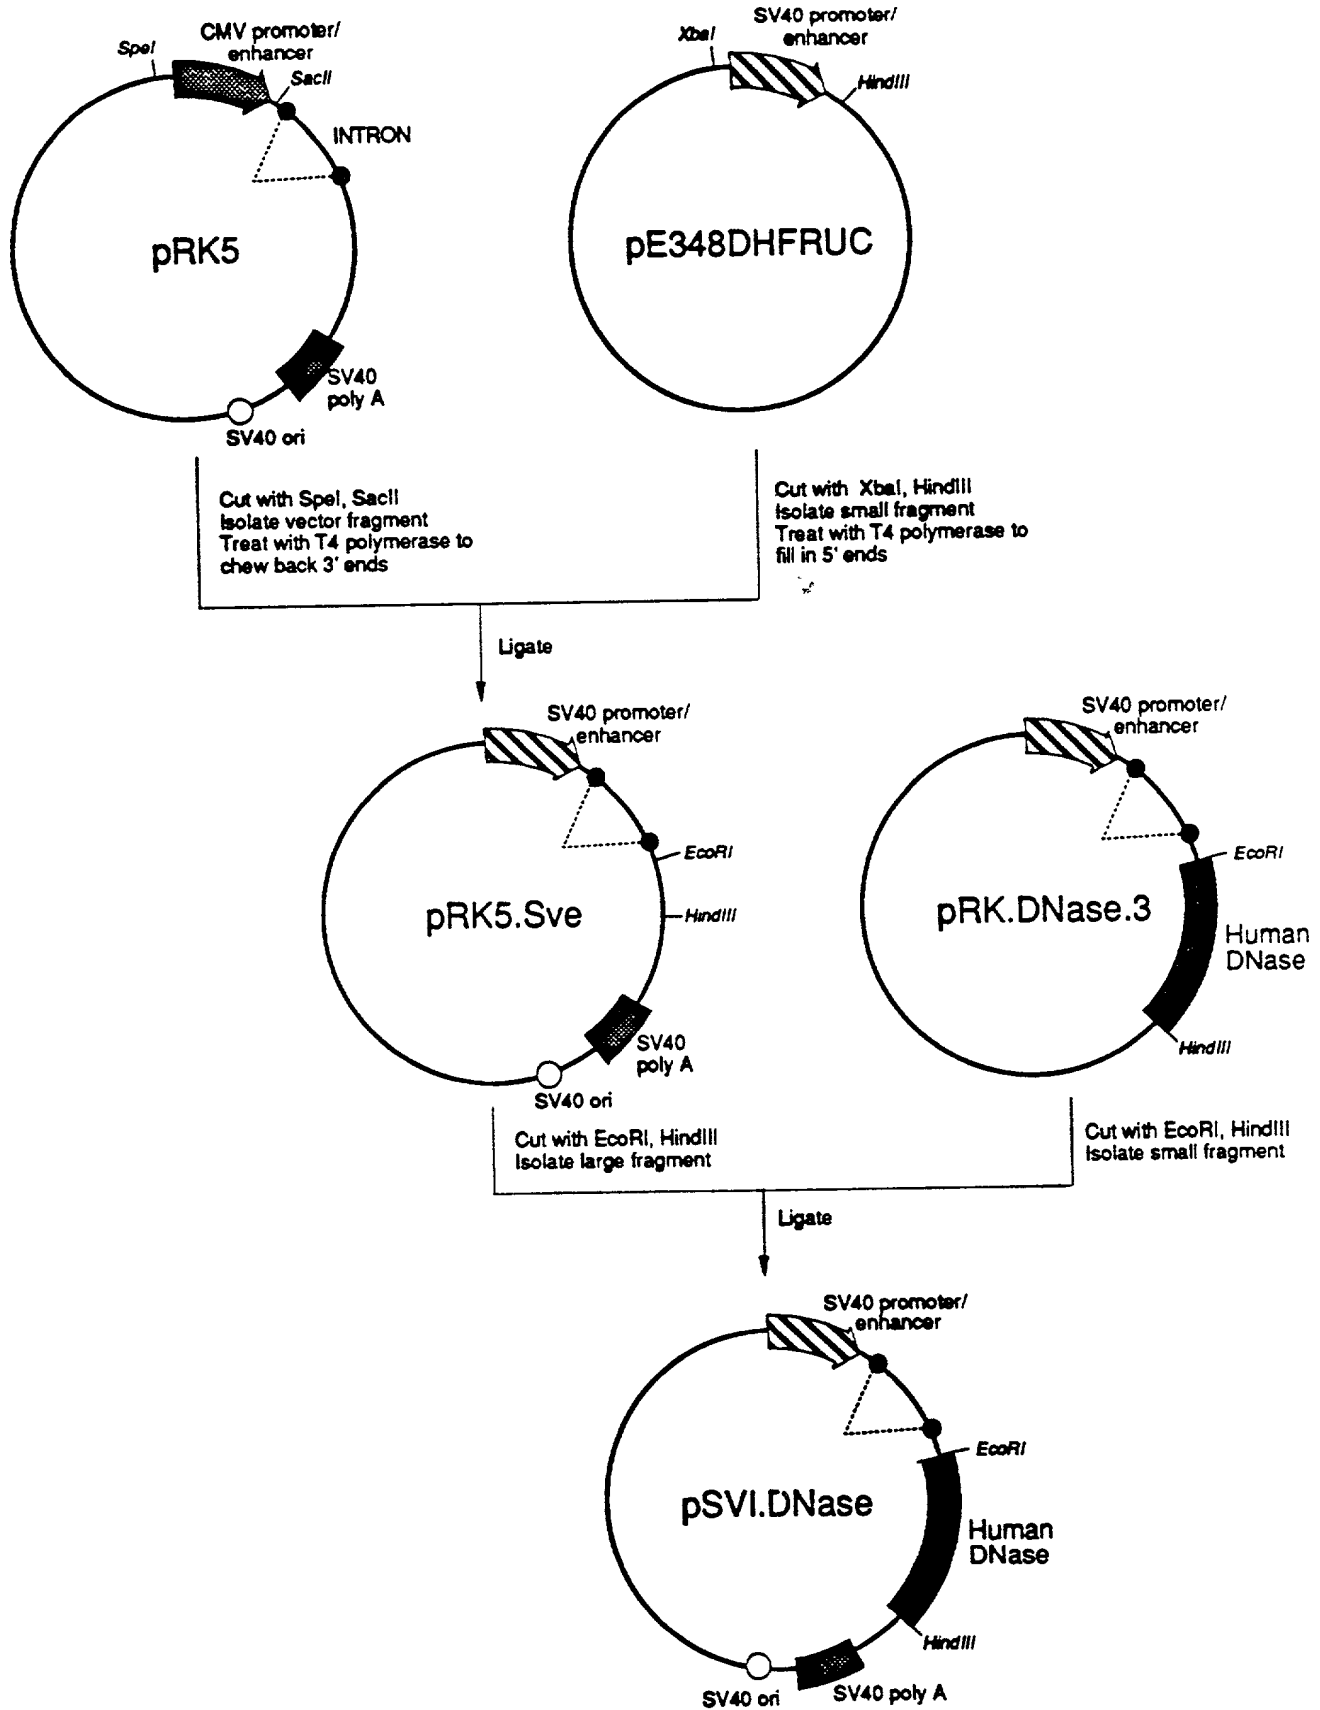 SpeI
CMV promoter/
enhancer
SacII
INTRON
pRK5
SV40
poly A
SV40 ori
XbaI
SV40 promoter/
enhancer
HindIII
pE348DHFRUC
Cut with SpeI, SacII
Isolate vector fragment
Treat with T4 polymerase to
chew back 3' ends
Cut with XbaI, HindIII
Isolate small fragment
Treat with T4 polymerase to
fill in 5' ends
Ligate
SV40 promoter/
enhancer
EcoRI
HindIII
pRK5.Sve
SV40
poly A
SV40 ori
SV40 promoter/
enhancer
EcoRI
pRK.DNase.3
Human
DNase
HindIII
Cut with EcoRI, HindIII
Isolate large fragment
Cut with EcoRI, HindIII
Isolate small fragment
Ligate
SV40 promoter/
enhancer
EcoRI
pSVI.DNase
Human
DNase
HindIII
SV40 ori
SV40 poly A